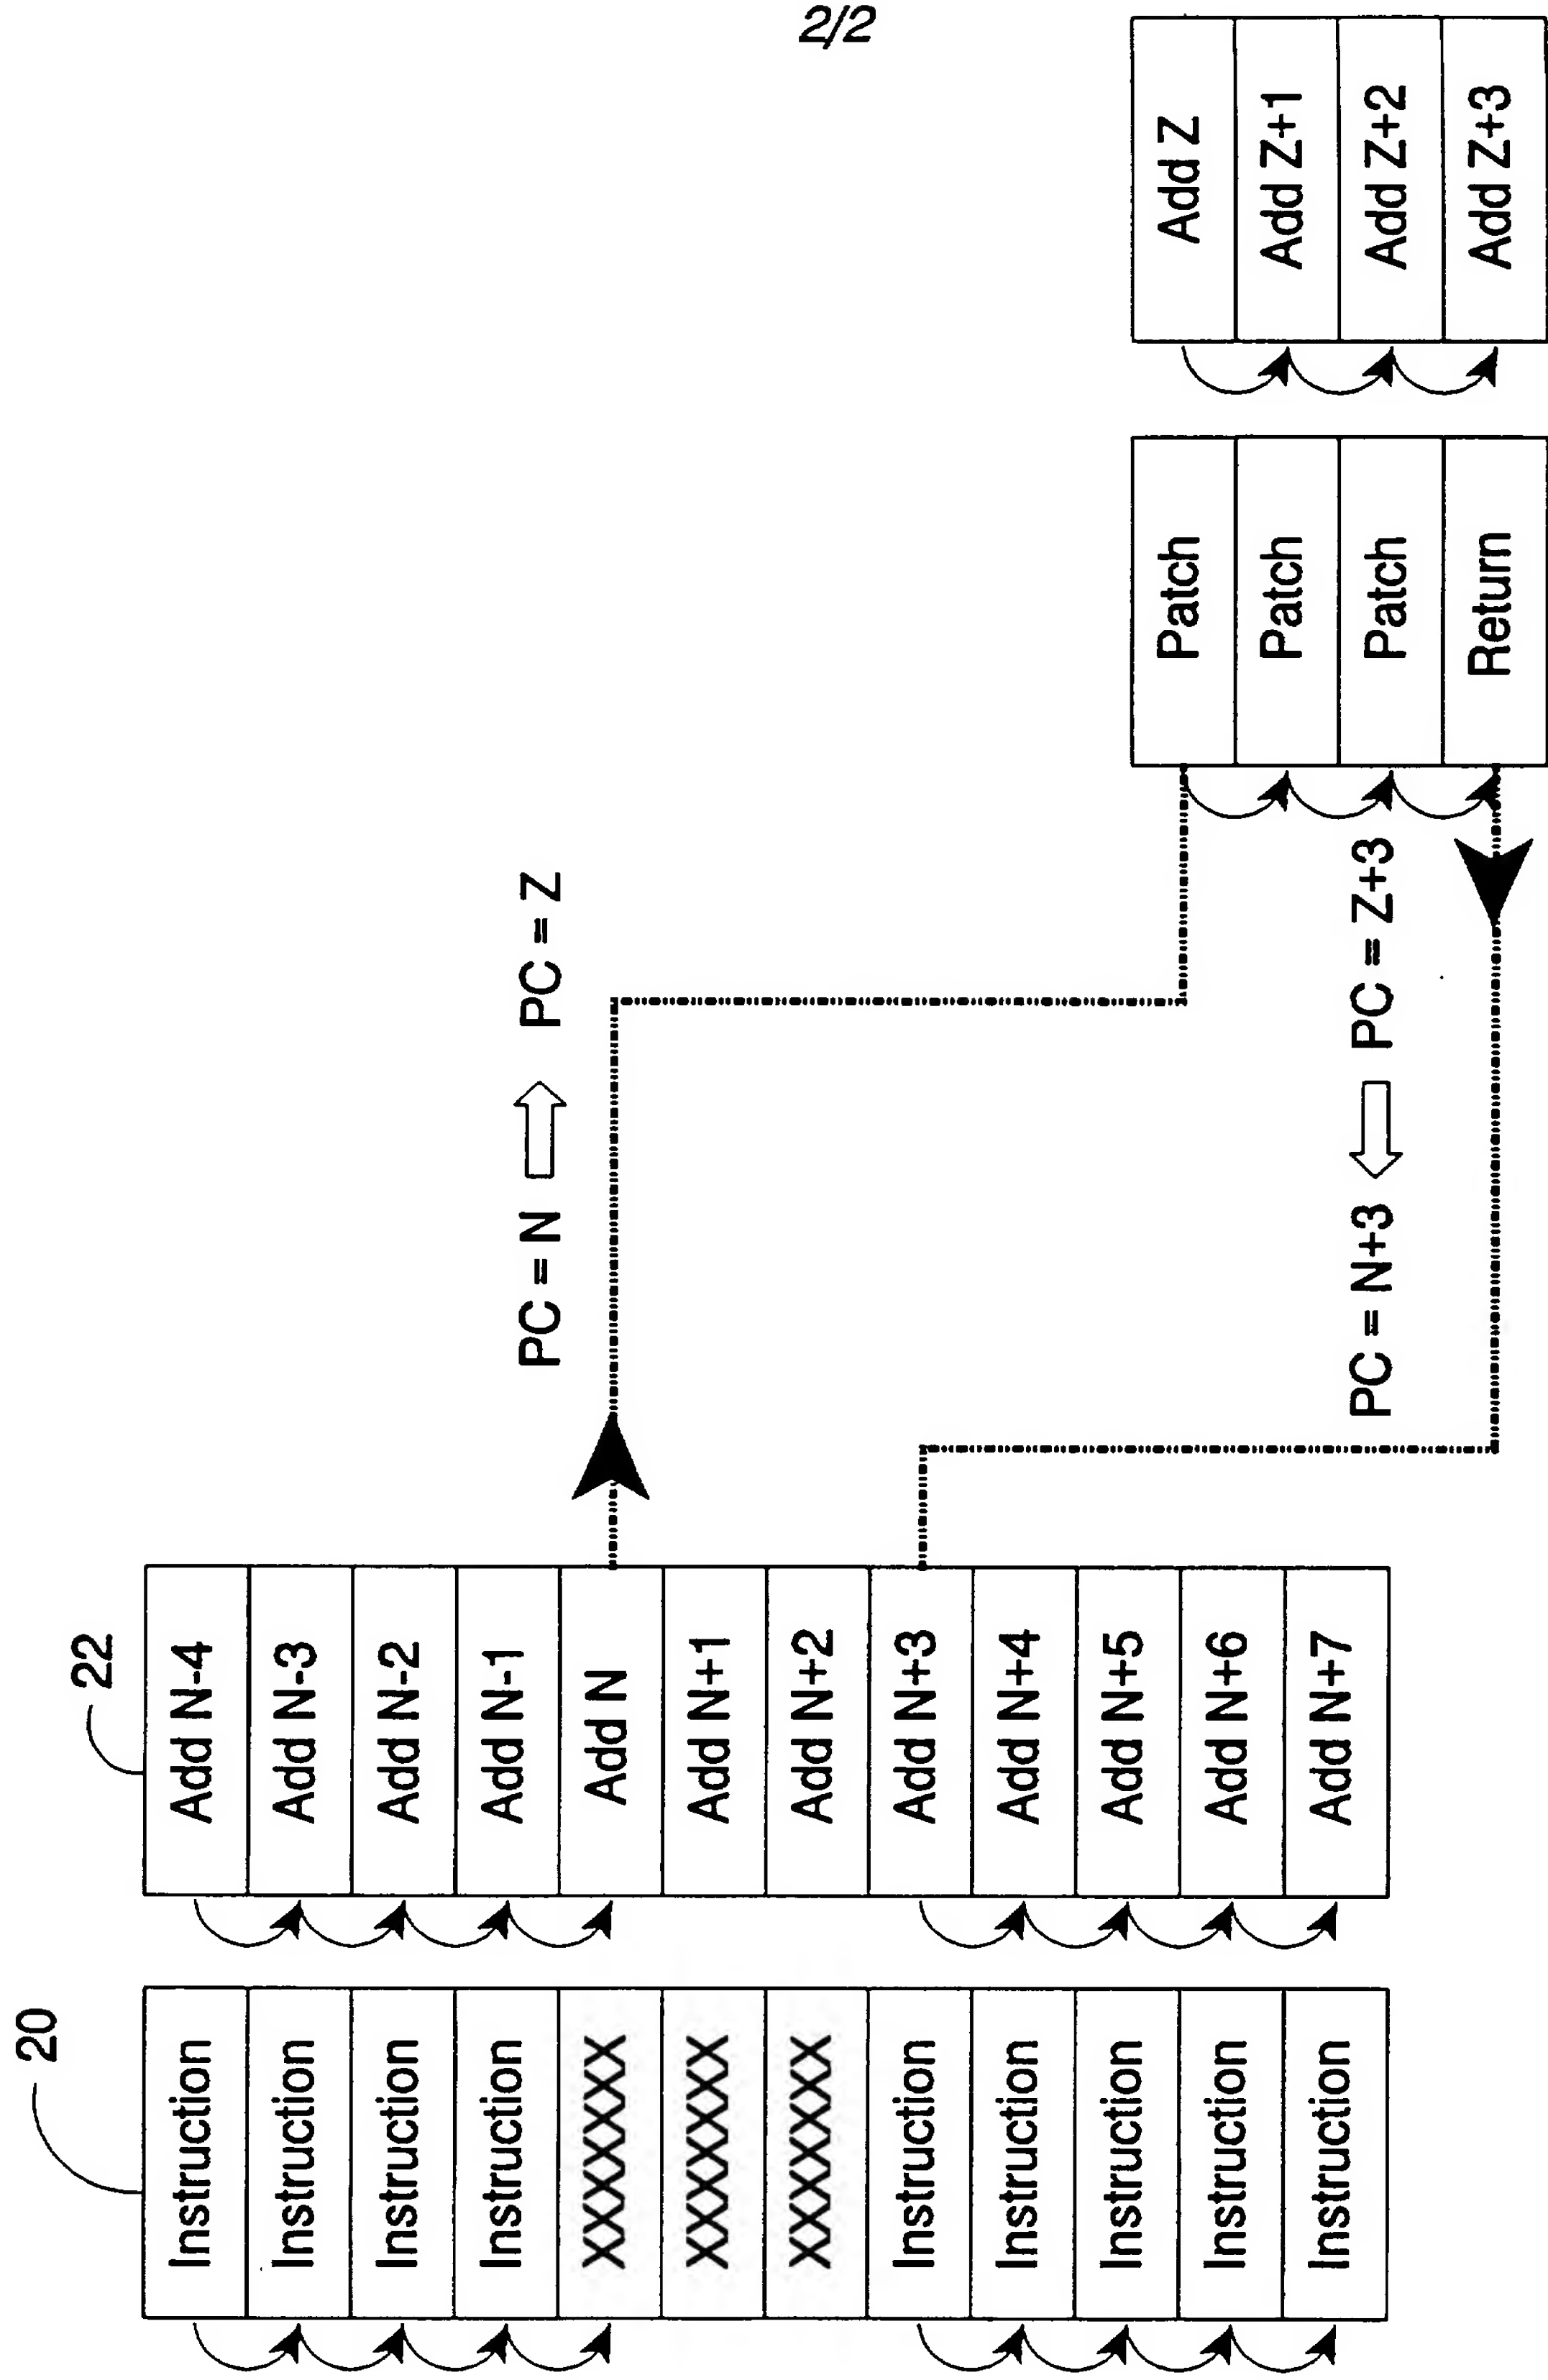 2/2
20
22
Instruction
Instruction
Instruction
Instruction
XXXXXXX
XXXXXXX
XXXXXXX
Instruction
Instruction
Instruction
Instruction
Instruction
Add N-4
Add N-3
Add N-2
Add N-1
Add N
Add N+1
Add N+2
Add N+3
Add N+4
Add N+5
Add N+6
Add N+7
PC = N PC = Z
PC = N+3 PC = Z+3
Patch
Patch
Patch
Return
Add Z
Add Z+1
Add Z+2
Add Z+3